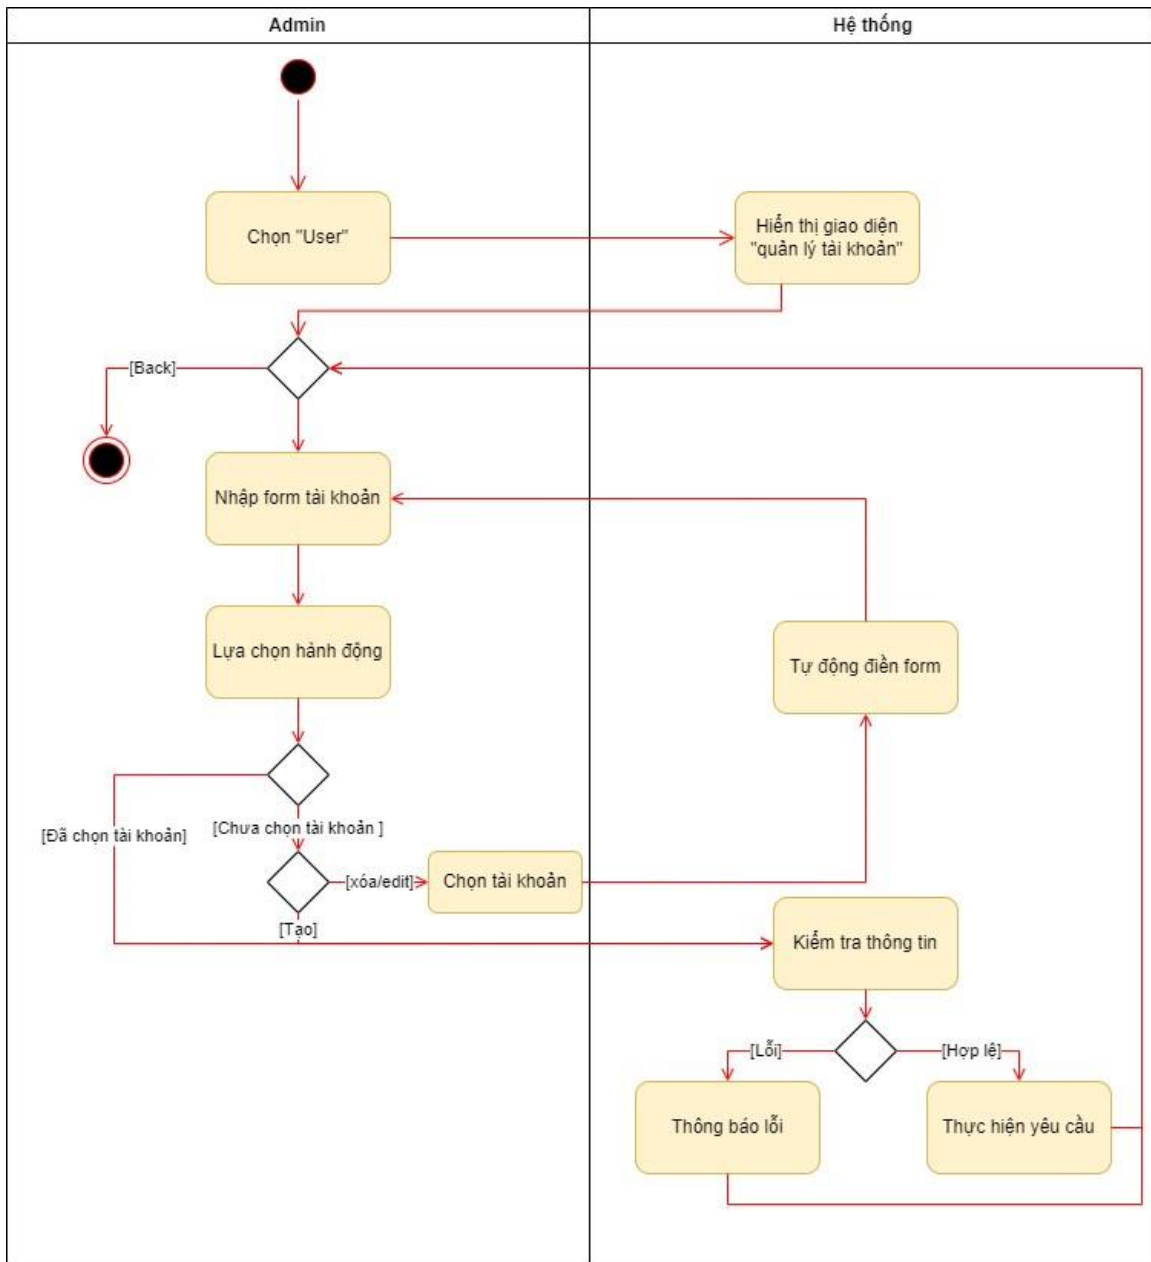 Admin
Hệ thống
Chọn "User"
Hiển thị giao diện
"quản lý tài khoản"
[Back]
Nhập form tài khoản
Lựa chọn hành động
Tự động điền form
[Đã chọn tài khoản]
[Chưa chọn tài khoản ]
[xóa/edit]
Chọn tài khoản
[Tạo]
Kiểm tra thông tin
[Lỗi]
[Hợp lệ]
Thông báo lỗi
Thực hiện yêu cầu